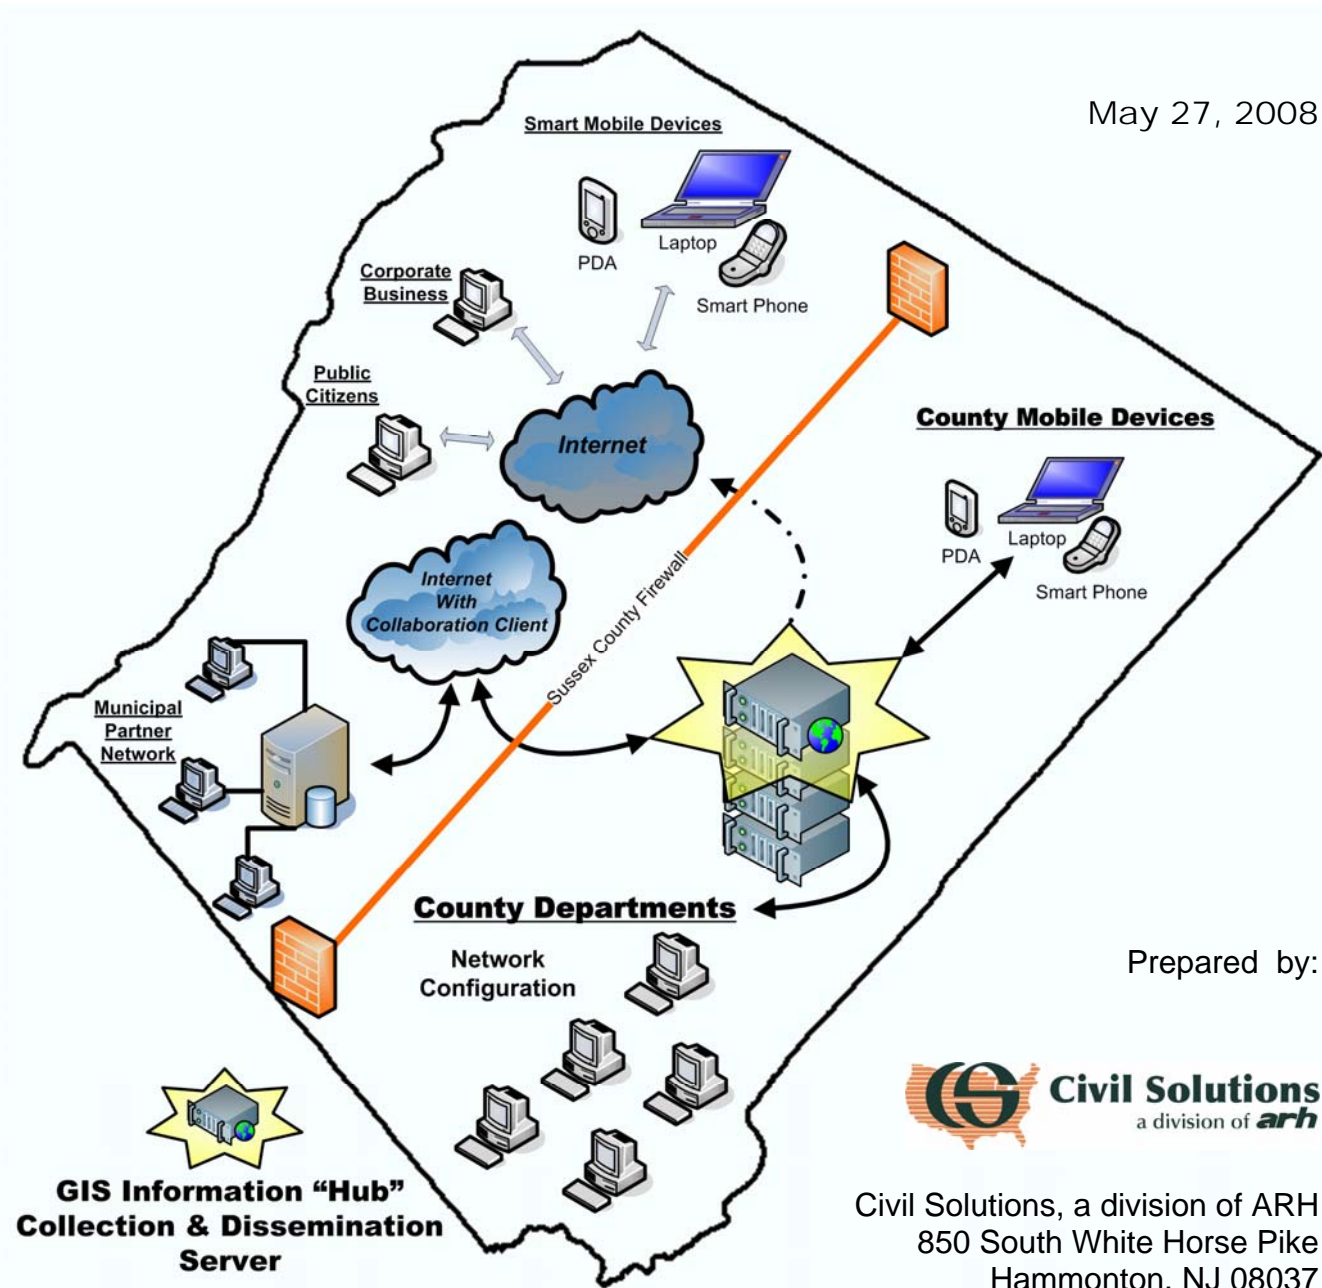 May 27, 2008
Smart Mobile Devices
PDA
Laptop
Smart Phone
Corporate
Business
Public
Citizens
Internet
County Mobile Devices
PDA
Laptop
Smart Phone
Internet
With
Collaboration Client
Sussex County Firewall
Municipal
Partner
Network
County Departments
Network
Configuration
Prepared by:
Civil Solutions
a division of arh
GIS Information “Hub”
Collection & Dissemination
Server
Civil Solutions, a division of ARH
850 South White Horse Pike
Hammonton, NJ 08037